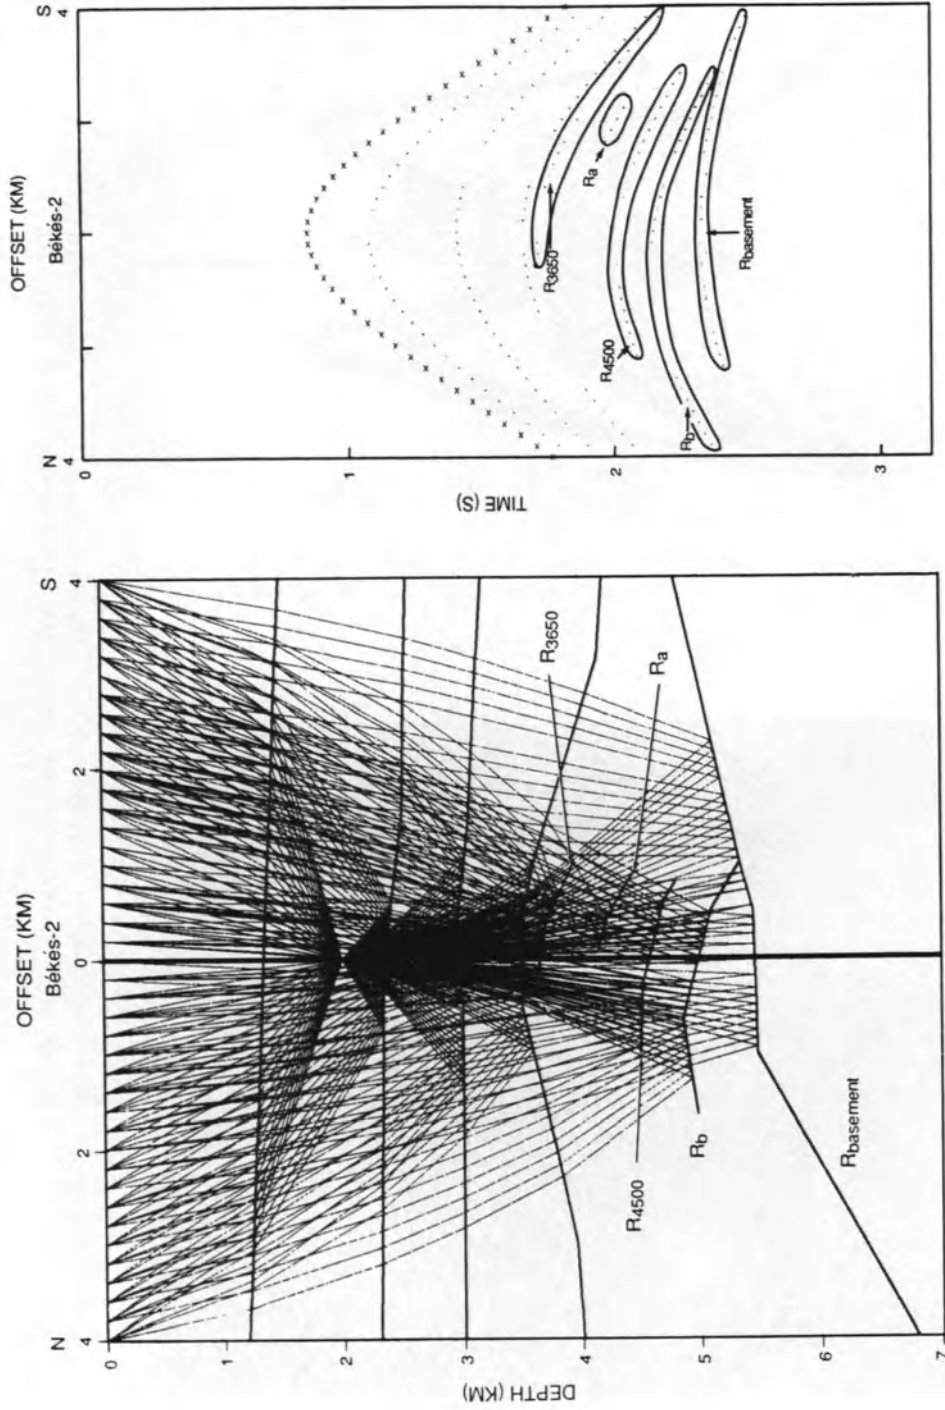 OFFSET (KM)
Békés-2
N
S
4
2
0
2
4
0
1
2
3
4
5
6
7
DEPTH (KM)
R3650
Ra
R4500
Rb
Rbasement
OFFSET (KM)
Békés-2
N
S
4
4
0
1
2
3
TIME (S)
R3650
Ra
R4500
Rb
Rbasement